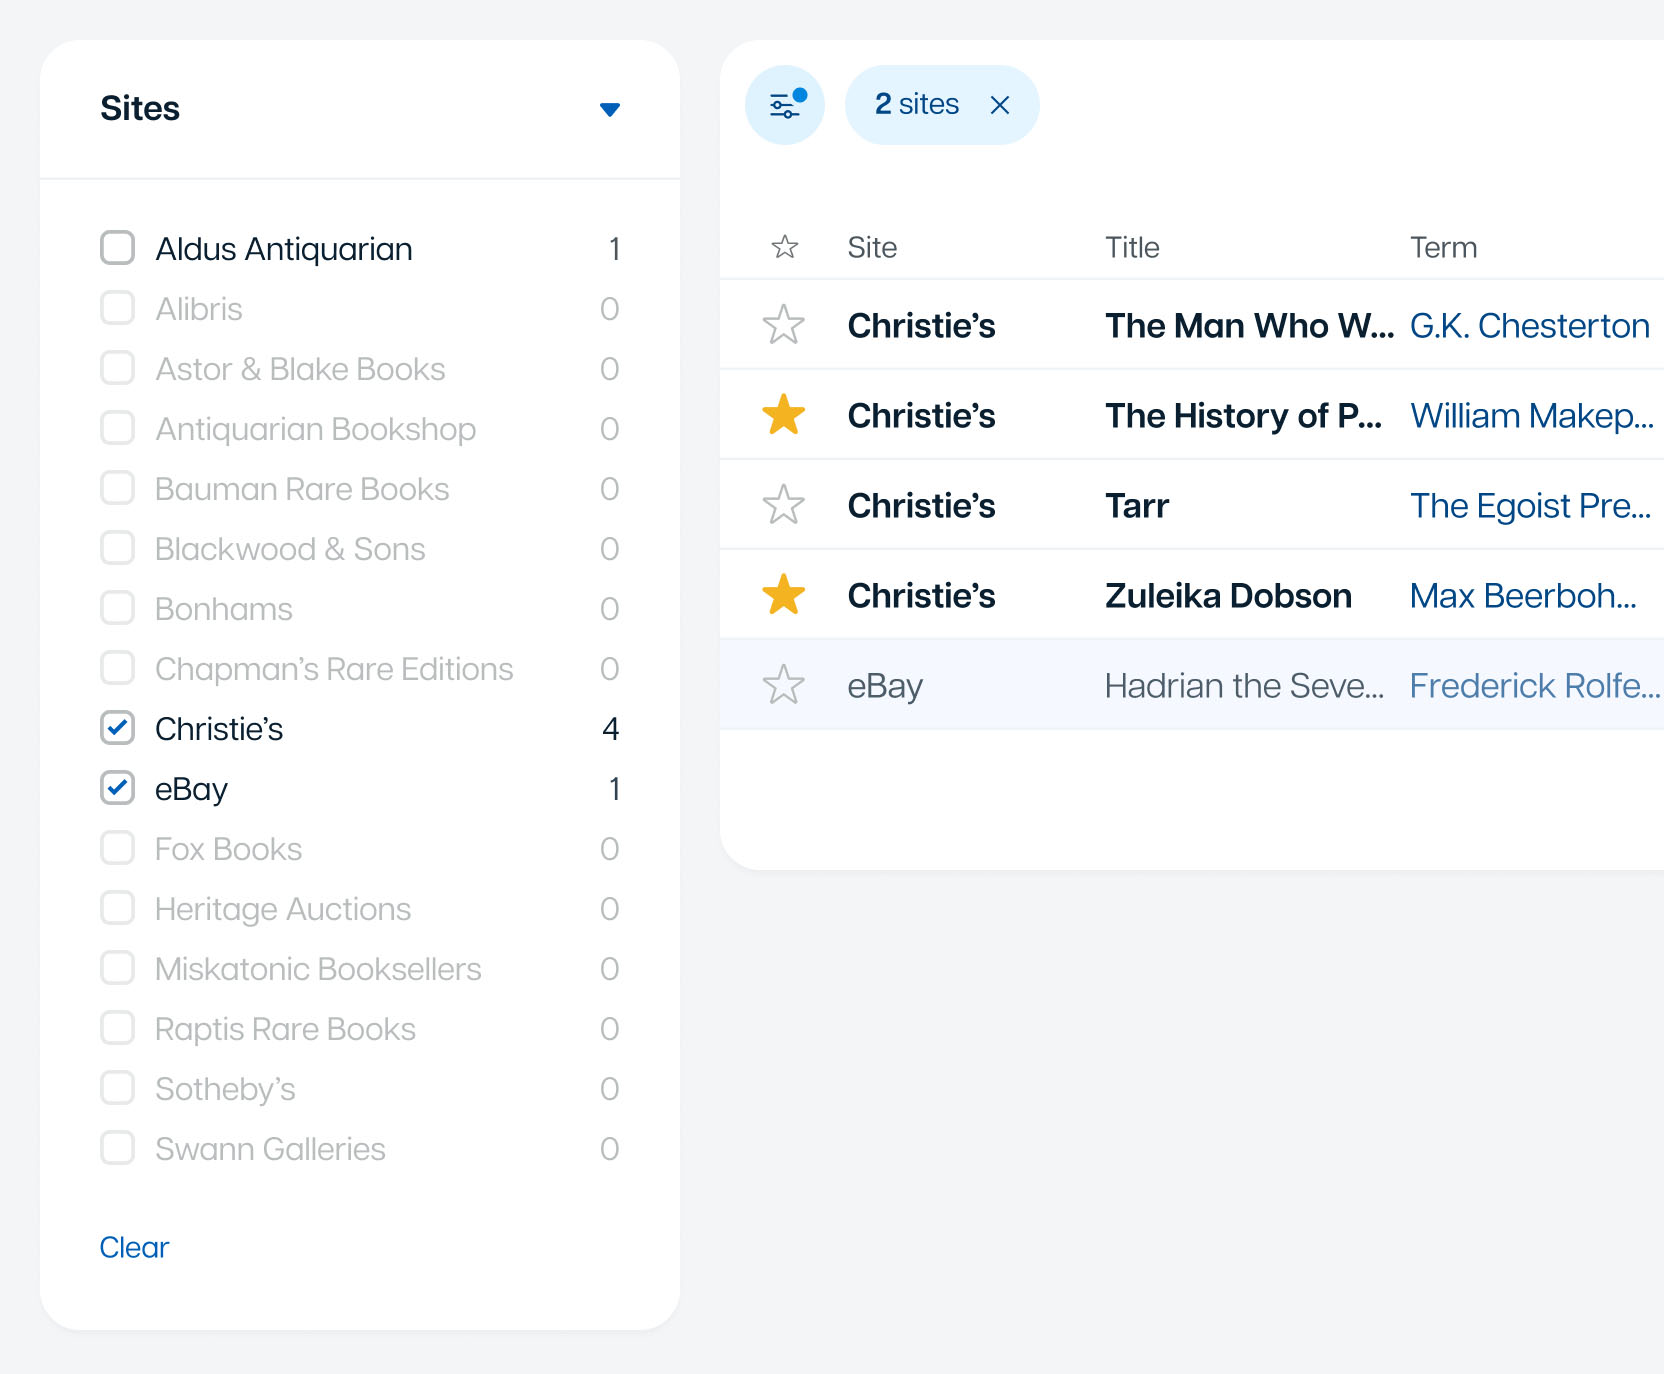 Sites
Aldus Antiquarian 1
Alibris 0
Astor & Blake Books 0
Antiquarian Bookshop 0
Bauman Rare Books 0
Blackwood & Sons 0
Bonhams 0
Chapman’s Rare Editions 0
Christie’s 4
eBay 1
Fox Books 0
Heritage Auctions 0
Miskatonic Booksellers 0
Raptis Rare Books 0
Sotheby’s 0
Swann Galleries 0
Clear
2 sites
Site Title Term
Christie’s The Man Who W... G.K. Chesterton
Christie’s The History of P... William Makep...
Christie’s Tarr The Egoist Pre...
Christie’s Zuleika Dobson Max Beerboh...
eBay Hadrian the Seve... Frederick Rolfe...